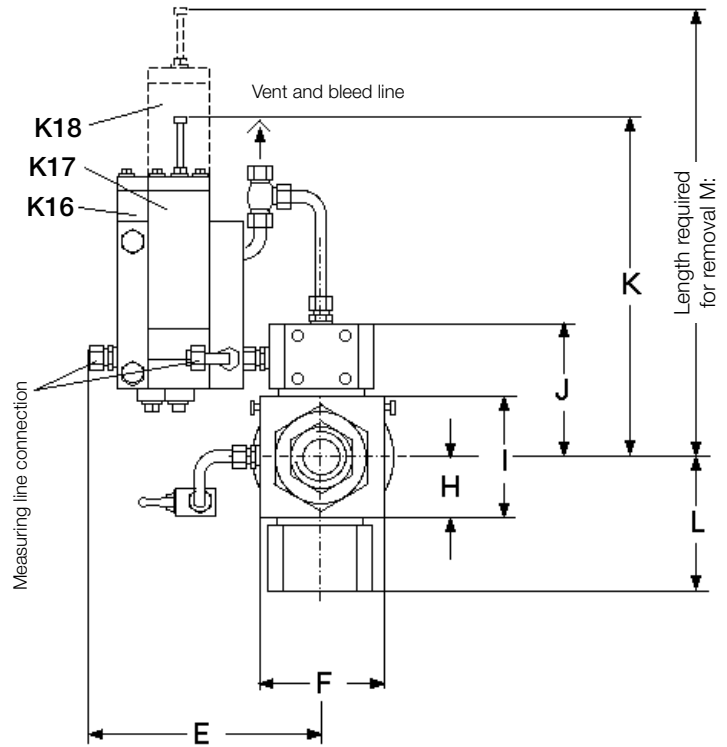 Vent and bleed line
K18
K17
K16
Length required
for removal M:
K
J
I
H
L
Measuring line connection
F
E